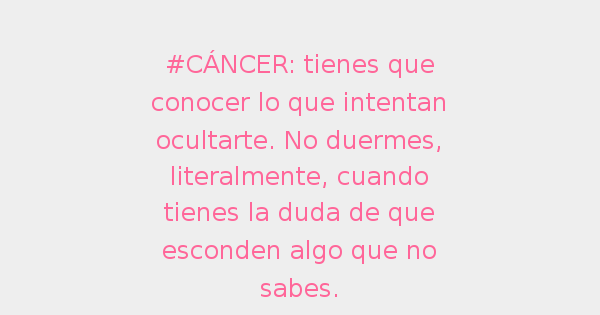 #CÁNCER: tienes que
conocer lo que intentan
ocultarte. No duermes,
literalmente, cuando
tienes la duda de que
esconden algo que no
sabes.